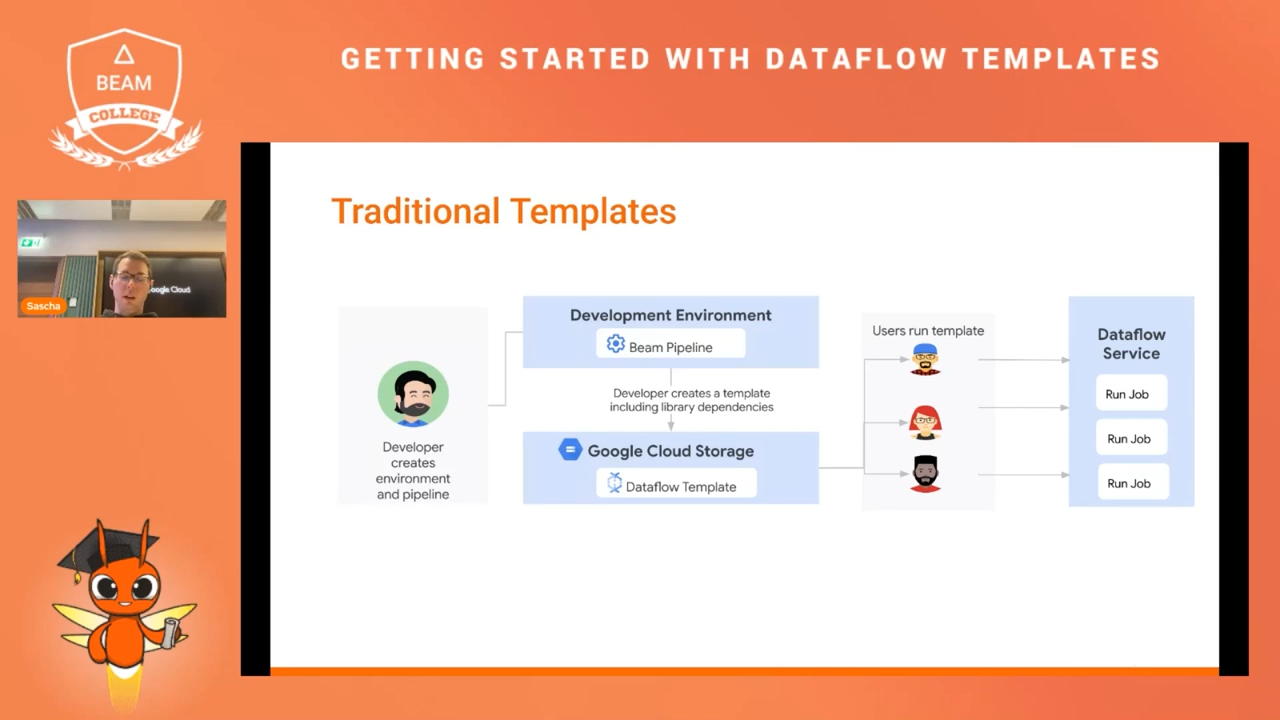 GETTING STARTED WITH DATAFLOW TEMPLATES
BEAM
COLLEGE
Google Cloud
Sascha
Traditional Templates
Developer
creates
environment
and pipeline
Development Environment
Beam Pipeline
Developer creates a template
including library dependencies
Google Cloud Storage
Dataflow Template
Users run template
Dataflow
Service
Run Job
Run Job
Run Job